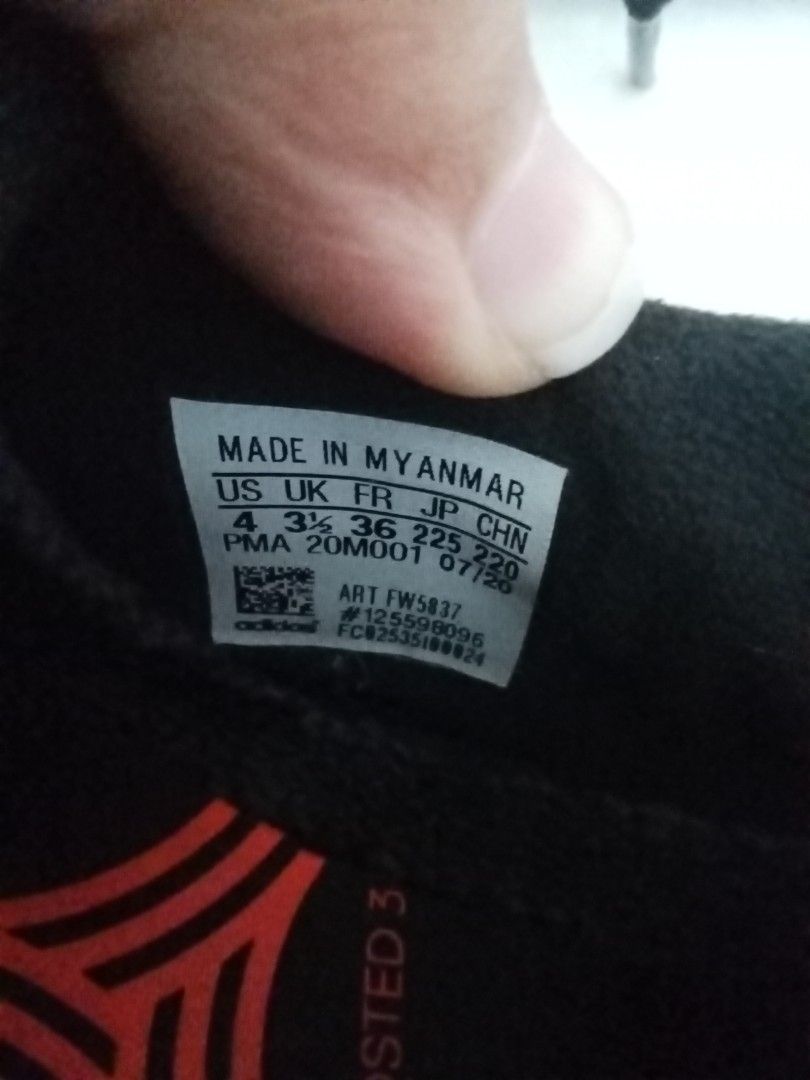 MADE IN MYANMAR
US UK FR JP CHN
4 3½ 36 225 220
PMA 20M001 07/20
ART FW5837
#125598096
adidas
OSTED 3